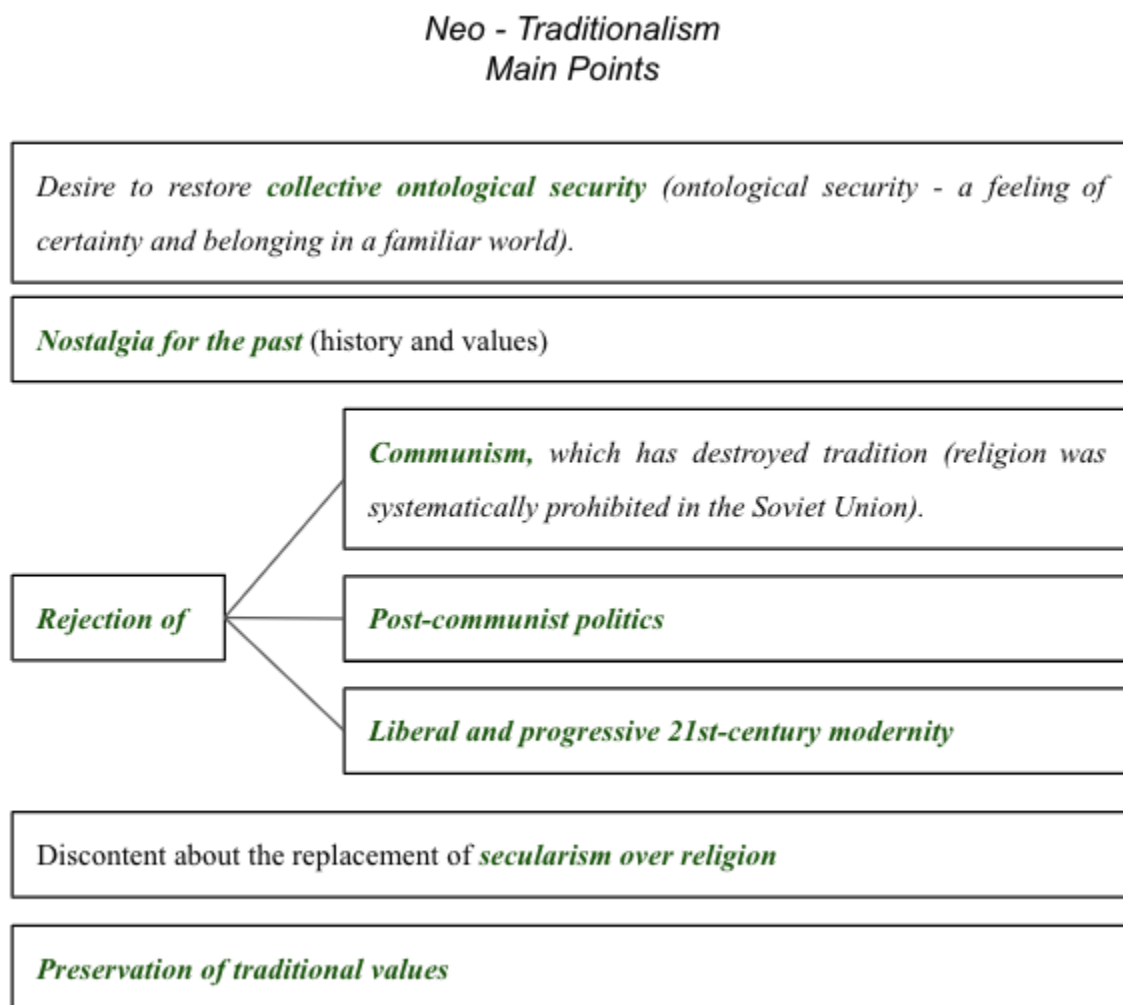 Neo - Traditionalism
Main Points
Desire to restore collective ontological security (ontological security - a feeling of
certainty and belonging in a familiar world).
Nostalgia for the past (history and values)
Communism, which has destroyed tradition (religion was
systematically prohibited in the Soviet Union).
Rejection of
Post-communist politics
Liberal and progressive 21st-century modernity
Discontent about the replacement of secularism over religion
Preservation of traditional values